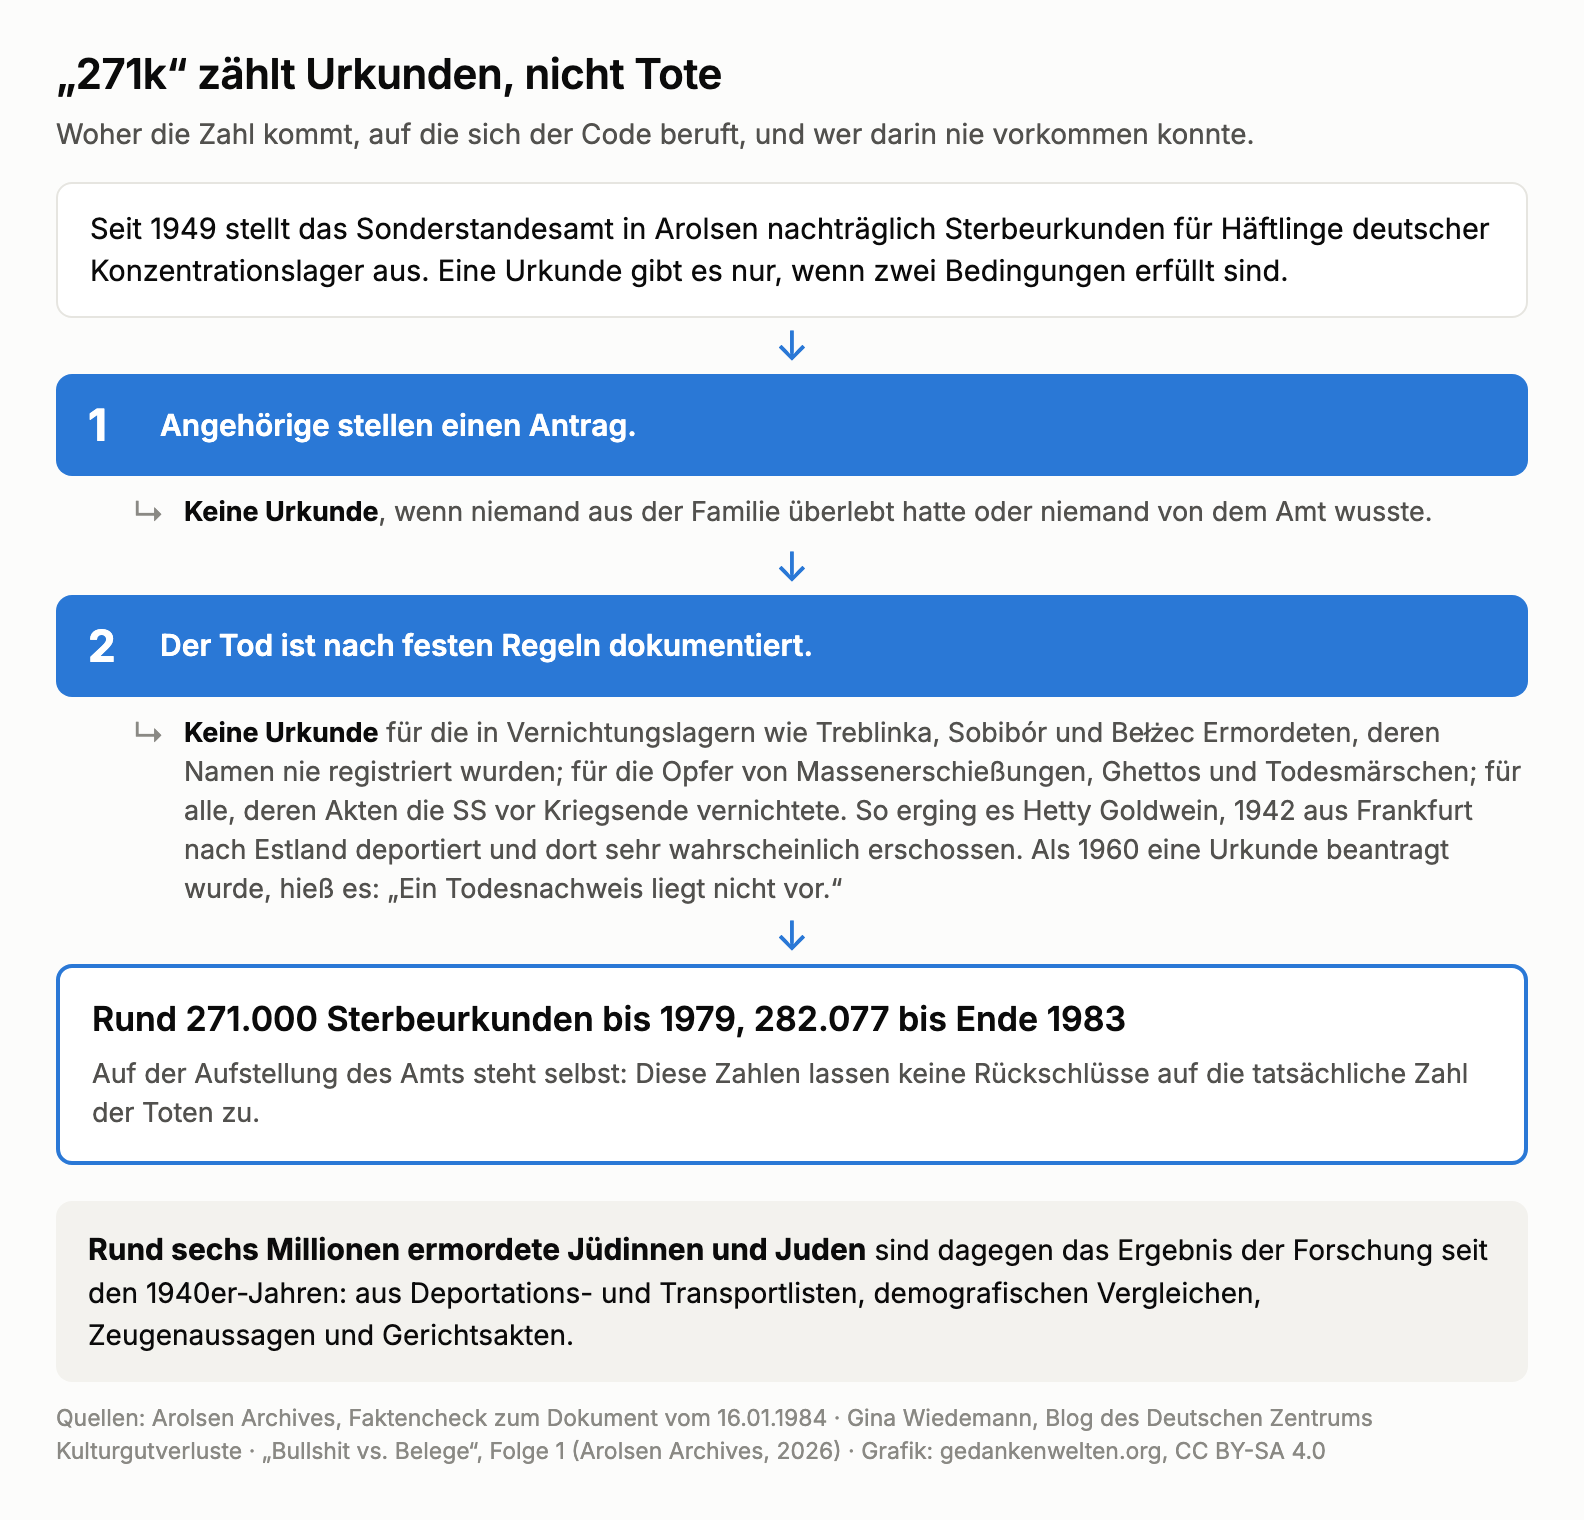 „271k“ zählt Urkunden, nicht Tote
Woher die Zahl kommt, auf die sich der Code beruft, und wer darin nie vorkommen konnte.
Seit 1949 stellt das Sonderstandesamt in Arolsen nachträglich Sterbeurkunden für Häftlinge deutscher
Konzentrationslager aus. Eine Urkunde gibt es nur, wenn zwei Bedingungen erfüllt sind.
1 Angehörige stellen einen Antrag.
Keine Urkunde, wenn niemand aus der Familie überlebt hatte oder niemand von dem Amt wusste.
2 Der Tod ist nach festen Regeln dokumentiert.
Keine Urkunde für die in Vernichtungslagern wie Treblinka, Sobibór und Bełżec Ermordeten, deren
Namen nie registriert wurden; für die Opfer von Massenerschießungen, Ghettos und Todesmärschen; für
alle, deren Akten die SS vor Kriegsende vernichtete. So erging es Hetty Goldwein, 1942 aus Frankfurt
nach Estland deportiert und dort sehr wahrscheinlich erschossen. Als 1960 eine Urkunde beantragt
wurde, hieß es: „Ein Todesnachweis liegt nicht vor.“
Rund 271.000 Sterbeurkunden bis 1979, 282.077 bis Ende 1983
Auf der Aufstellung des Amts steht selbst: Diese Zahlen lassen keine Rückschlüsse auf die tatsächliche Zahl
der Toten zu.
Rund sechs Millionen ermordete Jüdinnen und Juden sind dagegen das Ergebnis der Forschung seit
den 1940er-Jahren: aus Deportations- und Transportlisten, demografischen Vergleichen,
Zeugenaussagen und Gerichtsakten.
Quellen: Arolsen Archives, Faktencheck zum Dokument vom 16.01.1984 · Gina Wiedemann, Blog des Deutschen Zentrums
Kulturgutverluste · „Bullshit vs. Belege“, Folge 1 (Arolsen Archives, 2026) · Grafik: gedankenwelten.org, CC BY-SA 4.0